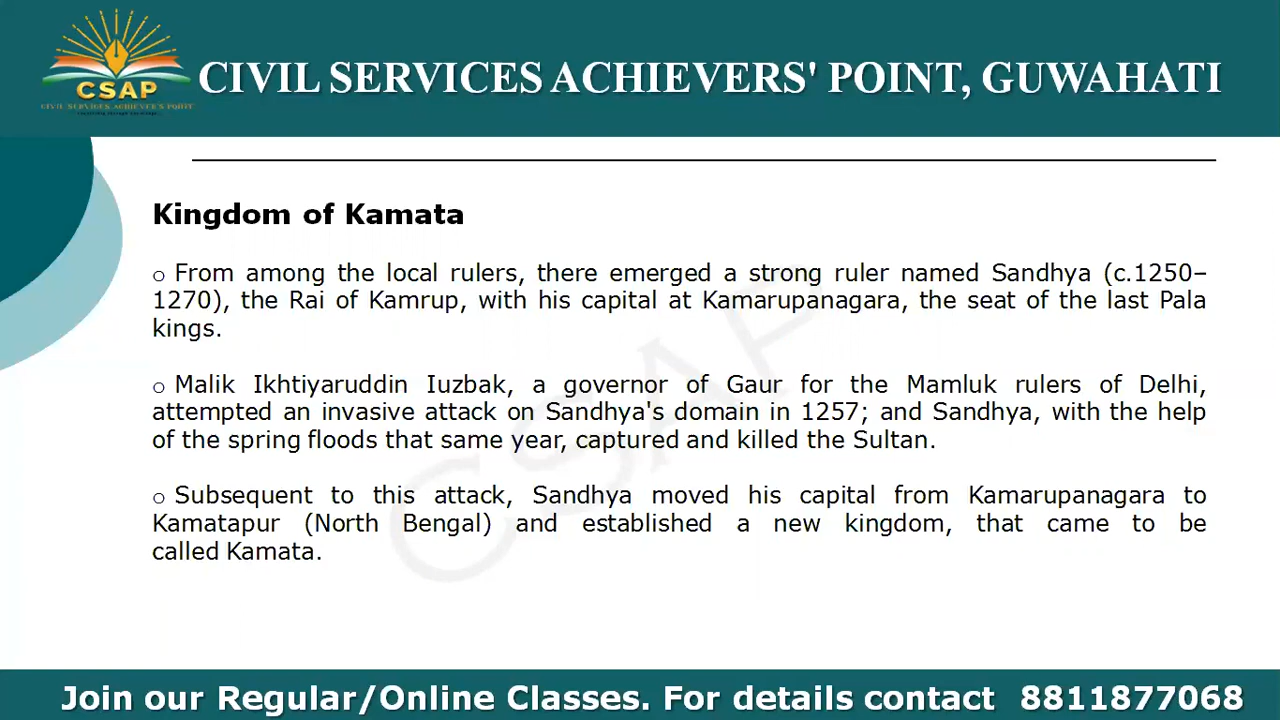 CSAP
CIVIL SERVICES ACHIEVER'S POINT
CIVIL SERVICES ACHIEVERS' POINT, GUWAHATI
Kingdom of Kamata
o From among the local rulers, there emerged a strong ruler named Sandhya (c.1250–
1270), the Rai of Kamrup, with his capital at Kamarupanagara, the seat of the last Pala
kings.
o Malik Ikhtiyaruddin Iuzbak, a governor of Gaur for the Mamluk rulers of Delhi,
attempted an invasive attack on Sandhya's domain in 1257; and Sandhya, with the help
of the spring floods that same year, captured and killed the Sultan.
o Subsequent to this attack, Sandhya moved his capital from Kamarupanagara to
Kamatapur (North Bengal) and established a new kingdom, that came to be
called Kamata.
CSAP
Join our Regular/Online Classes. For details contact 8811877068